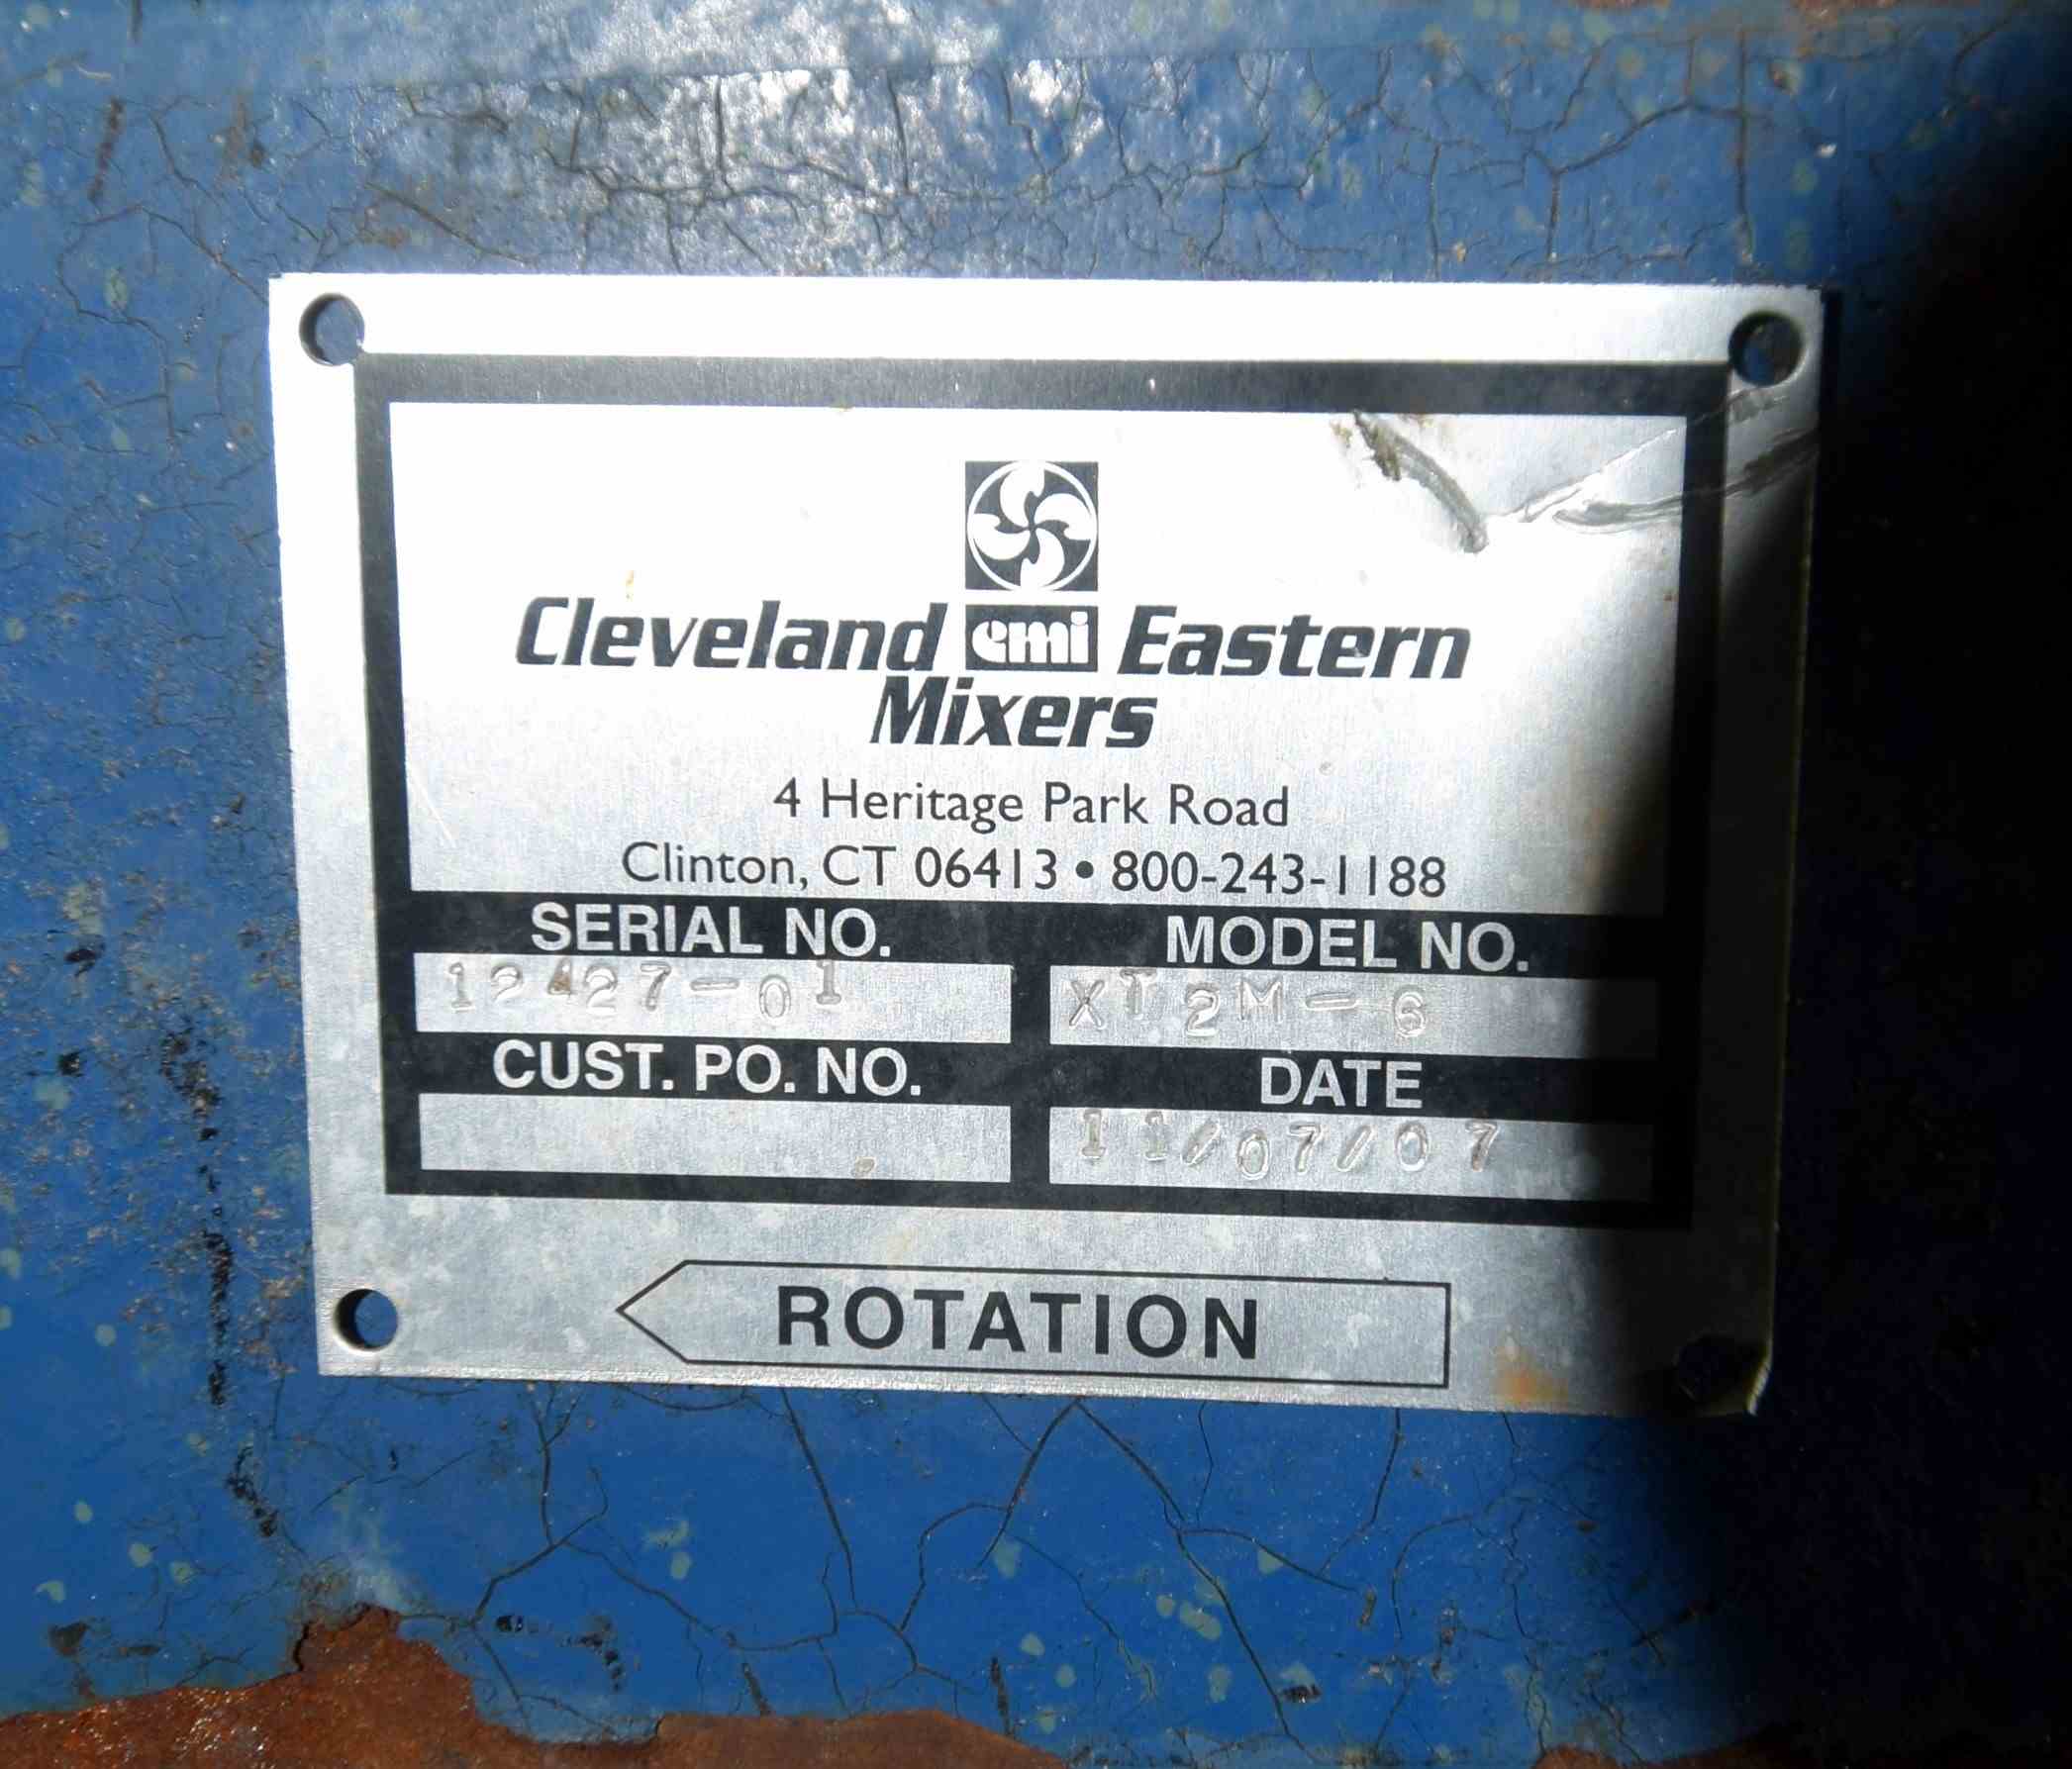 Cleveland emi Eastern
Mixers
4 Heritage Park Road
Clinton, CT 06413 • 800-243-1188
SERIAL NO. MODEL NO.
12427-01 XT2M-6
CUST. PO. NO. DATE
11/07/07
ROTATION